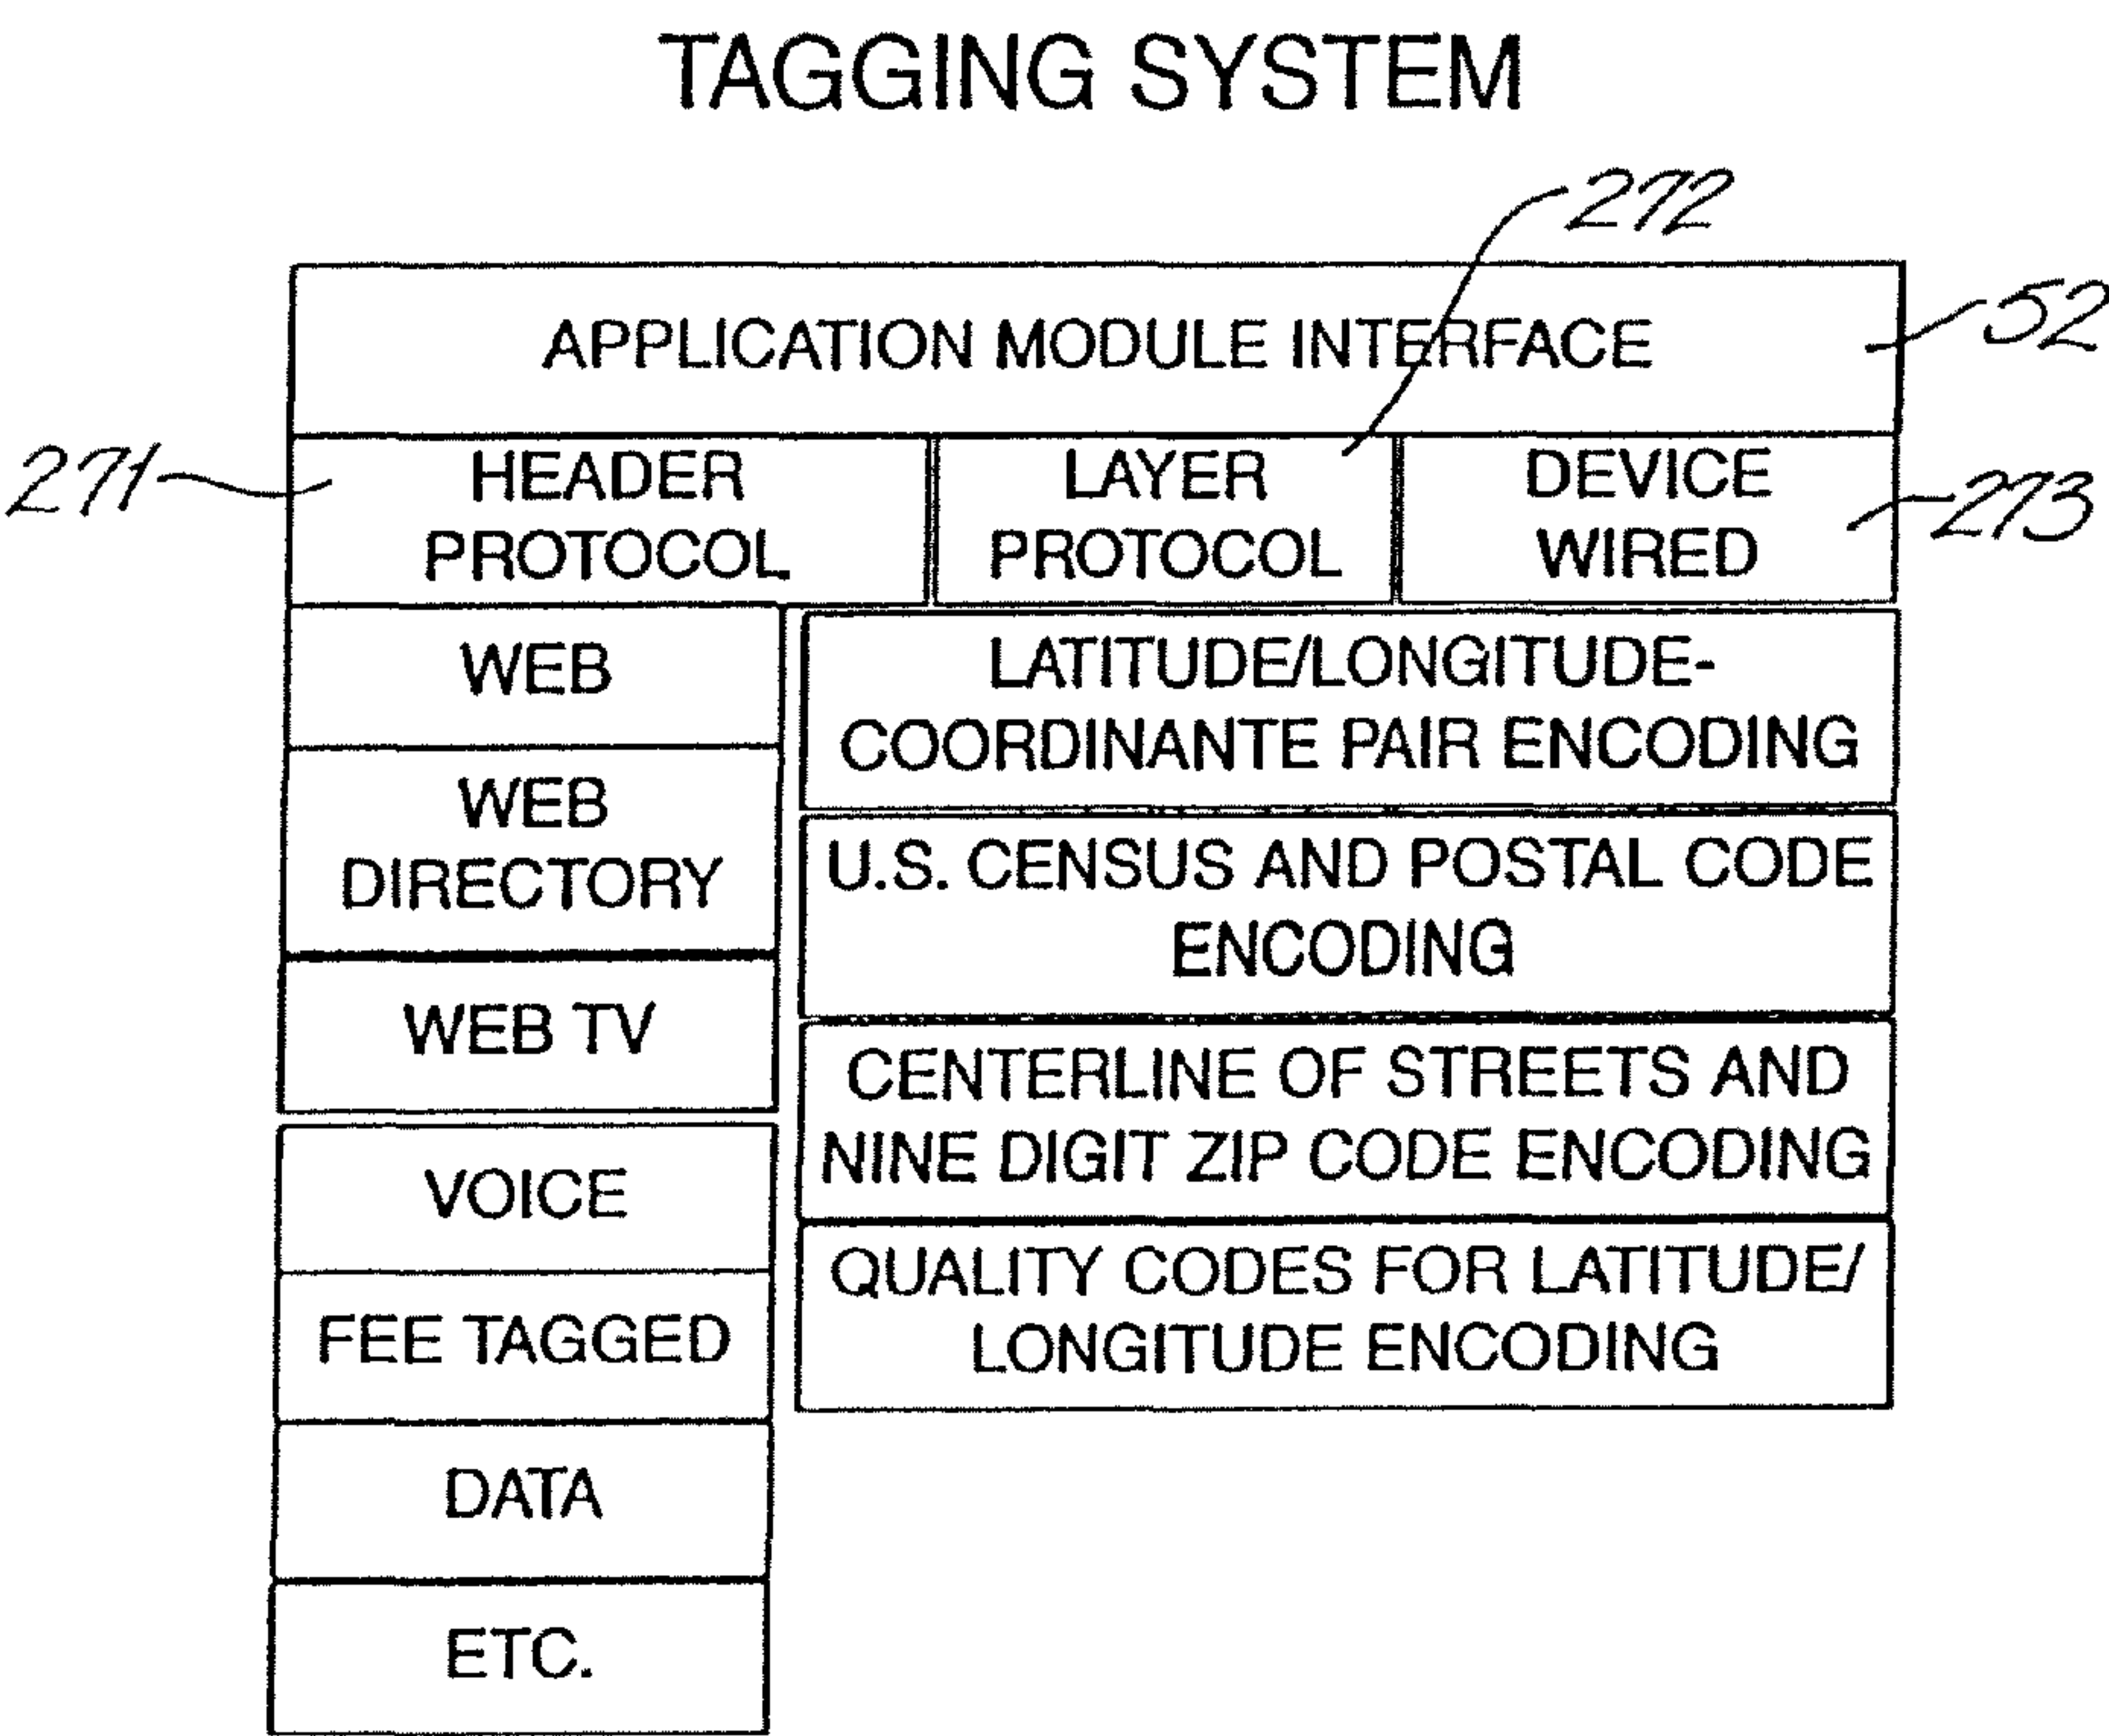 TAGGING SYSTEM
272
APPLICATION MODULE INTERFACE
52
271
HEADER
PROTOCOL
LAYER
PROTOCOL
DEVICE
WIRED
273
WEB
WEB
DIRECTORY
WEB TV
VOICE
FEE TAGGED
DATA
ETC.
LATITUDE/LONGITUDE-
COORDINANTE PAIR ENCODING
U.S. CENSUS AND POSTAL CODE
ENCODING
CENTERLINE OF STREETS AND
NINE DIGIT ZIP CODE ENCODING
QUALITY CODES FOR LATITUDE/
LONGITUDE ENCODING